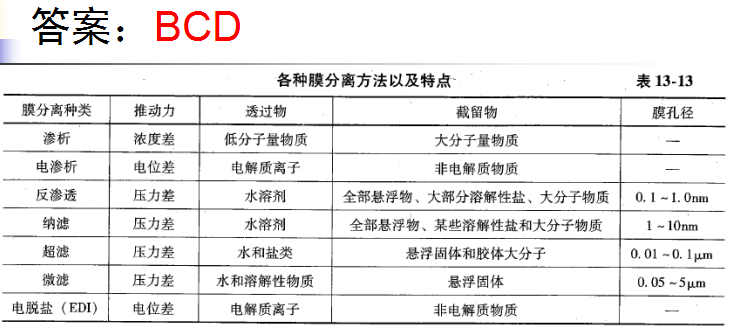 答案：BCD
各种膜分离方法以及特点 表 13-13
膜分离种类 推动力 透过物 截留物 膜孔径
渗析 浓度差 低分子量物质 大分子量物质 —
电渗析 电位差 电解质离子 非电解质物质 —
反渗透 压力差 水溶剂 全部悬浮物、大部分溶解性盐、大分子物质 0.1~1.0nm
纳滤 压力差 水溶剂 全部悬浮物、某些溶解性盐和大分子物质 1~10nm
超滤 压力差 水和盐类 悬浮固体和胶体大分子 0.01~0.1μm
微滤 压力差 水和溶解性物质 悬浮固体 0.05~5μm
电脱盐（EDI） 电位差 电解质离子 非电解质物质 —